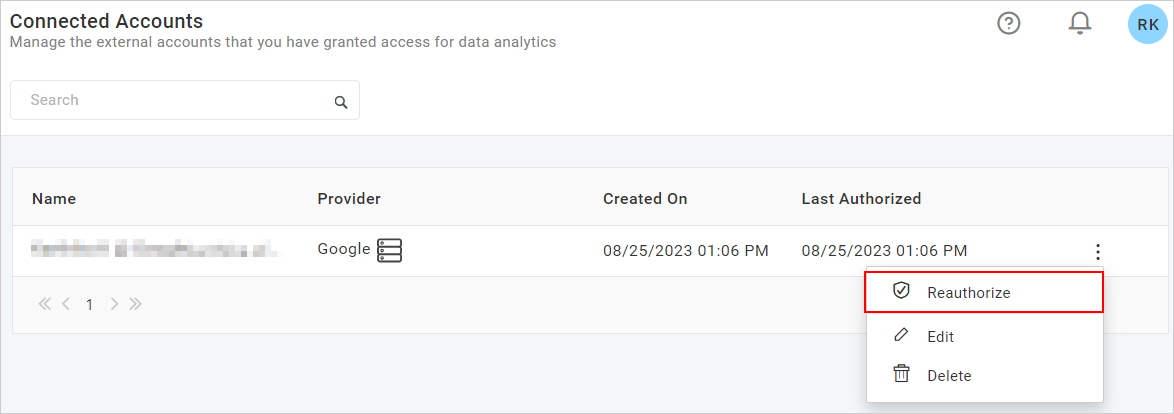 Connected Accounts
Manage the external accounts that you have granted access for data analytics
RK
Search
Name Provider Created On Last Authorized
Google 08/25/2023 01:06 PM 08/25/2023 01:06 PM
1
Reauthorize
Edit
Delete